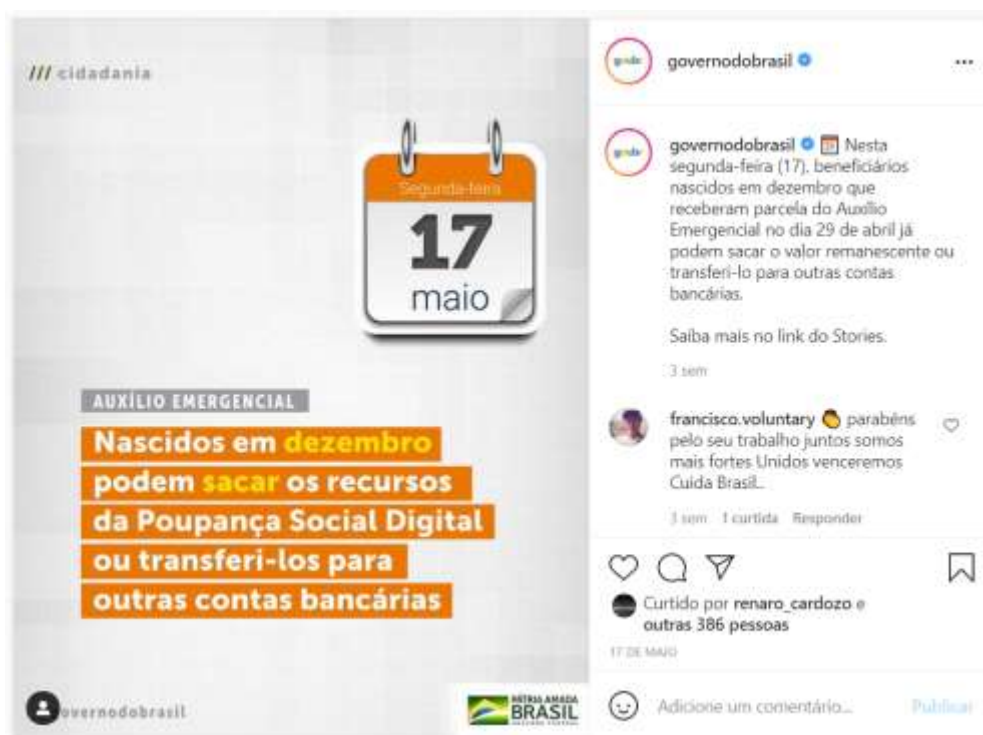 /// cidadania
Segunda-feira
17
maio
AUXÍLIO EMERGENCIAL
Nascidos em dezembro
podem sacar os recursos
da Poupança Social Digital
ou transferi-los para
outras contas bancárias
overnodobrasil
PÁTRIA AMADA
BRASIL
governodobrasil
governodobrasil Nesta
segunda-feira (17), beneficiários
nascidos em dezembro que
receberam parcela do Auxílio
Emergencial no dia 29 de abril já
podem sacar o valor remanescente ou
transferi-lo para outras contas
bancárias.
Saiba mais no link do Stories.
3 sem
francisco.voluntary 👏 parabéns
pelo seu trabalho juntos somos
mais fortes Unidos venceremos
Cuida Brasil...
3 sem 1 curtida Responder
Curtido por renaro_cardozo e
outras 386 pessoas
17 DE MAIO
Adicione um comentário...
Publicar